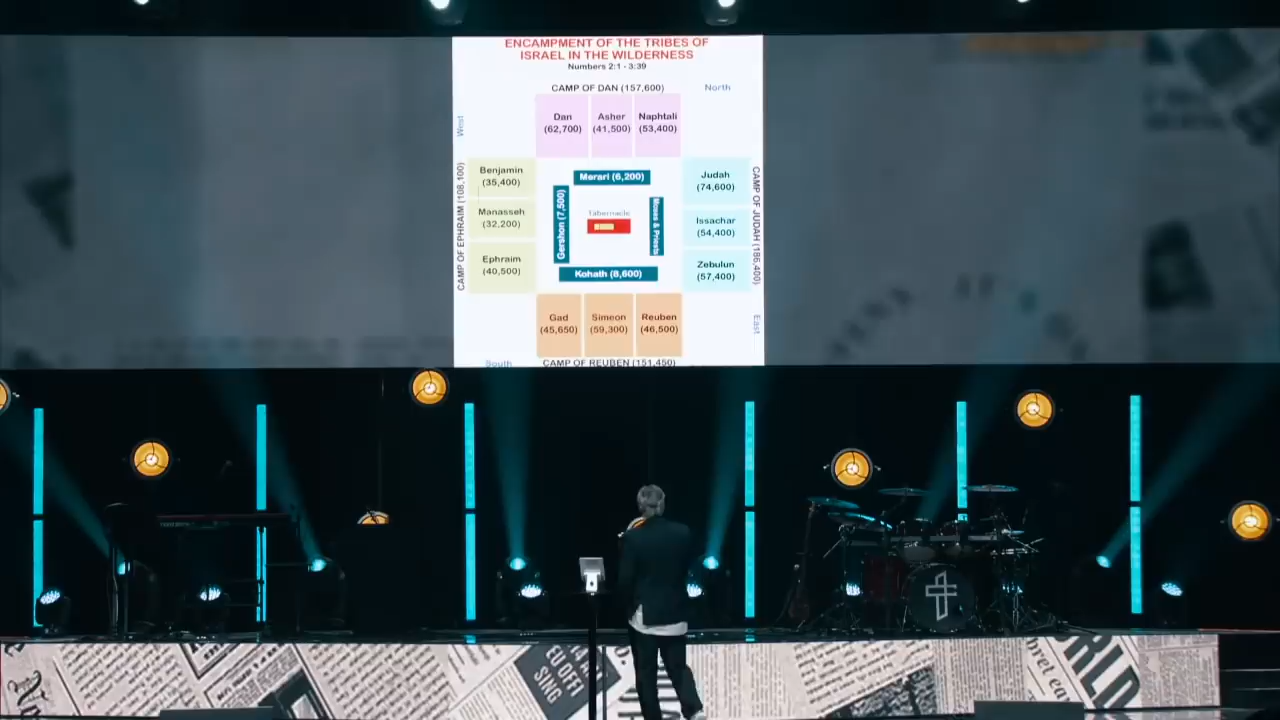 ENCAMPMENT OF THE TRIBES OF
ISRAEL IN THE WILDERNESS
Numbers 2:1 - 3:39
CAMP OF DAN (157,600)
North
West
Dan
(62,700)
Asher
(41,500)
Naphtali
(53,400)
CAMP OF EPHRAIM (108,100)
Benjamin
(35,400)
Manasseh
(32,200)
Ephraim
(40,500)
Merari (6,200)
Gershon (7,500)
Tabernacle
Moses & Priests
Kohath (8,600)
Judah
(74,600)
Issachar
(54,400)
Zebulun
(57,400)
CAMP OF JUDAH (186,400)
East
Gad
(45,650)
Simeon
(59,300)
Reuben
(46,500)
South
CAMP OF REUBEN (151,450)
EU OFFI
SING